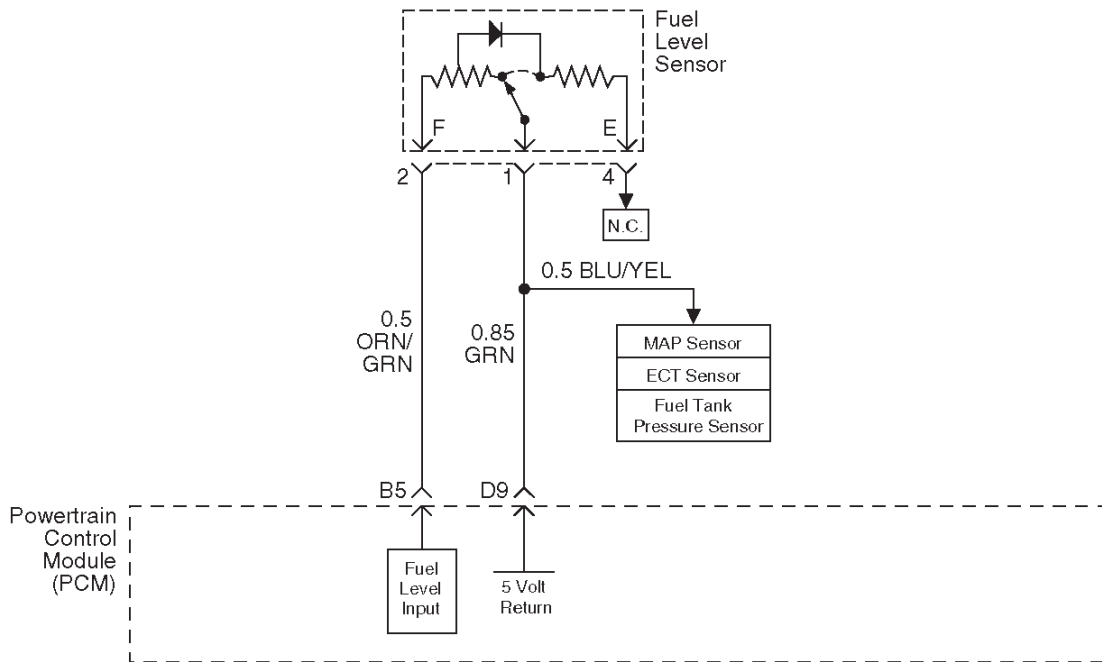 Fuel
Level
Sensor
F
E
2
1
4
N.C.
0.5 BLU/YEL
0.5
ORN/
GRN
0.85
GRN
MAP Sensor
ECT Sensor
Fuel Tank
Pressure Sensor
B5
D9
Powertrain
Control
Module
(PCM)
Fuel
Level
Input
5 Volt
Return